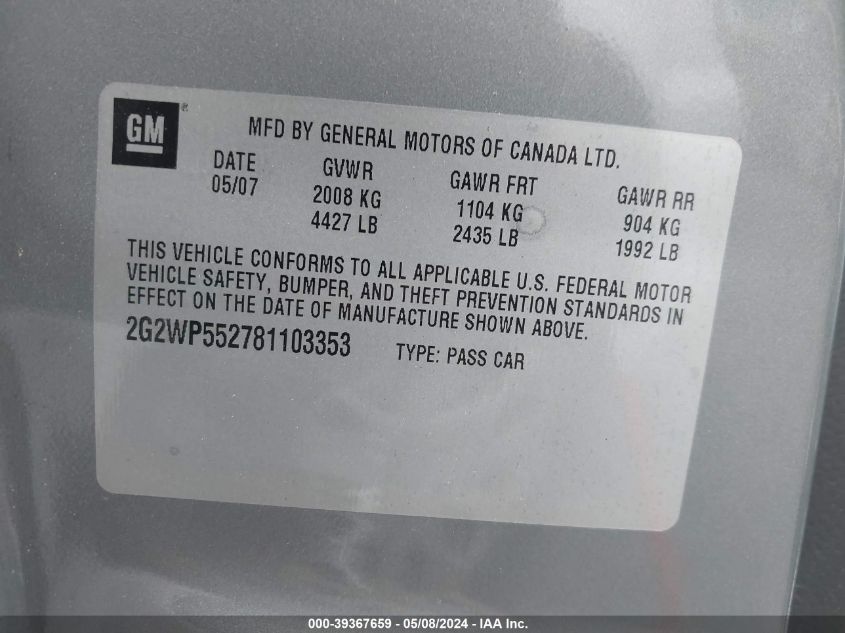 GM®
MFD BY GENERAL MOTORS OF CANADA LTD.
DATE GVWR GAWR FRT GAWR RR
05/07 2008 KG 1104 KG 904 KG
4427 LB 2435 LB 1992 LB
THIS VEHICLE CONFORMS TO ALL APPLICABLE U.S. FEDERAL MOTOR
VEHICLE SAFETY, BUMPER, AND THEFT PREVENTION STANDARDS IN
EFFECT ON THE DATE OF MANUFACTURE SHOWN ABOVE.
2G2WP552781103353 TYPE: PASS CAR
000-39367659 - 05/08/2024 - IAA Inc.